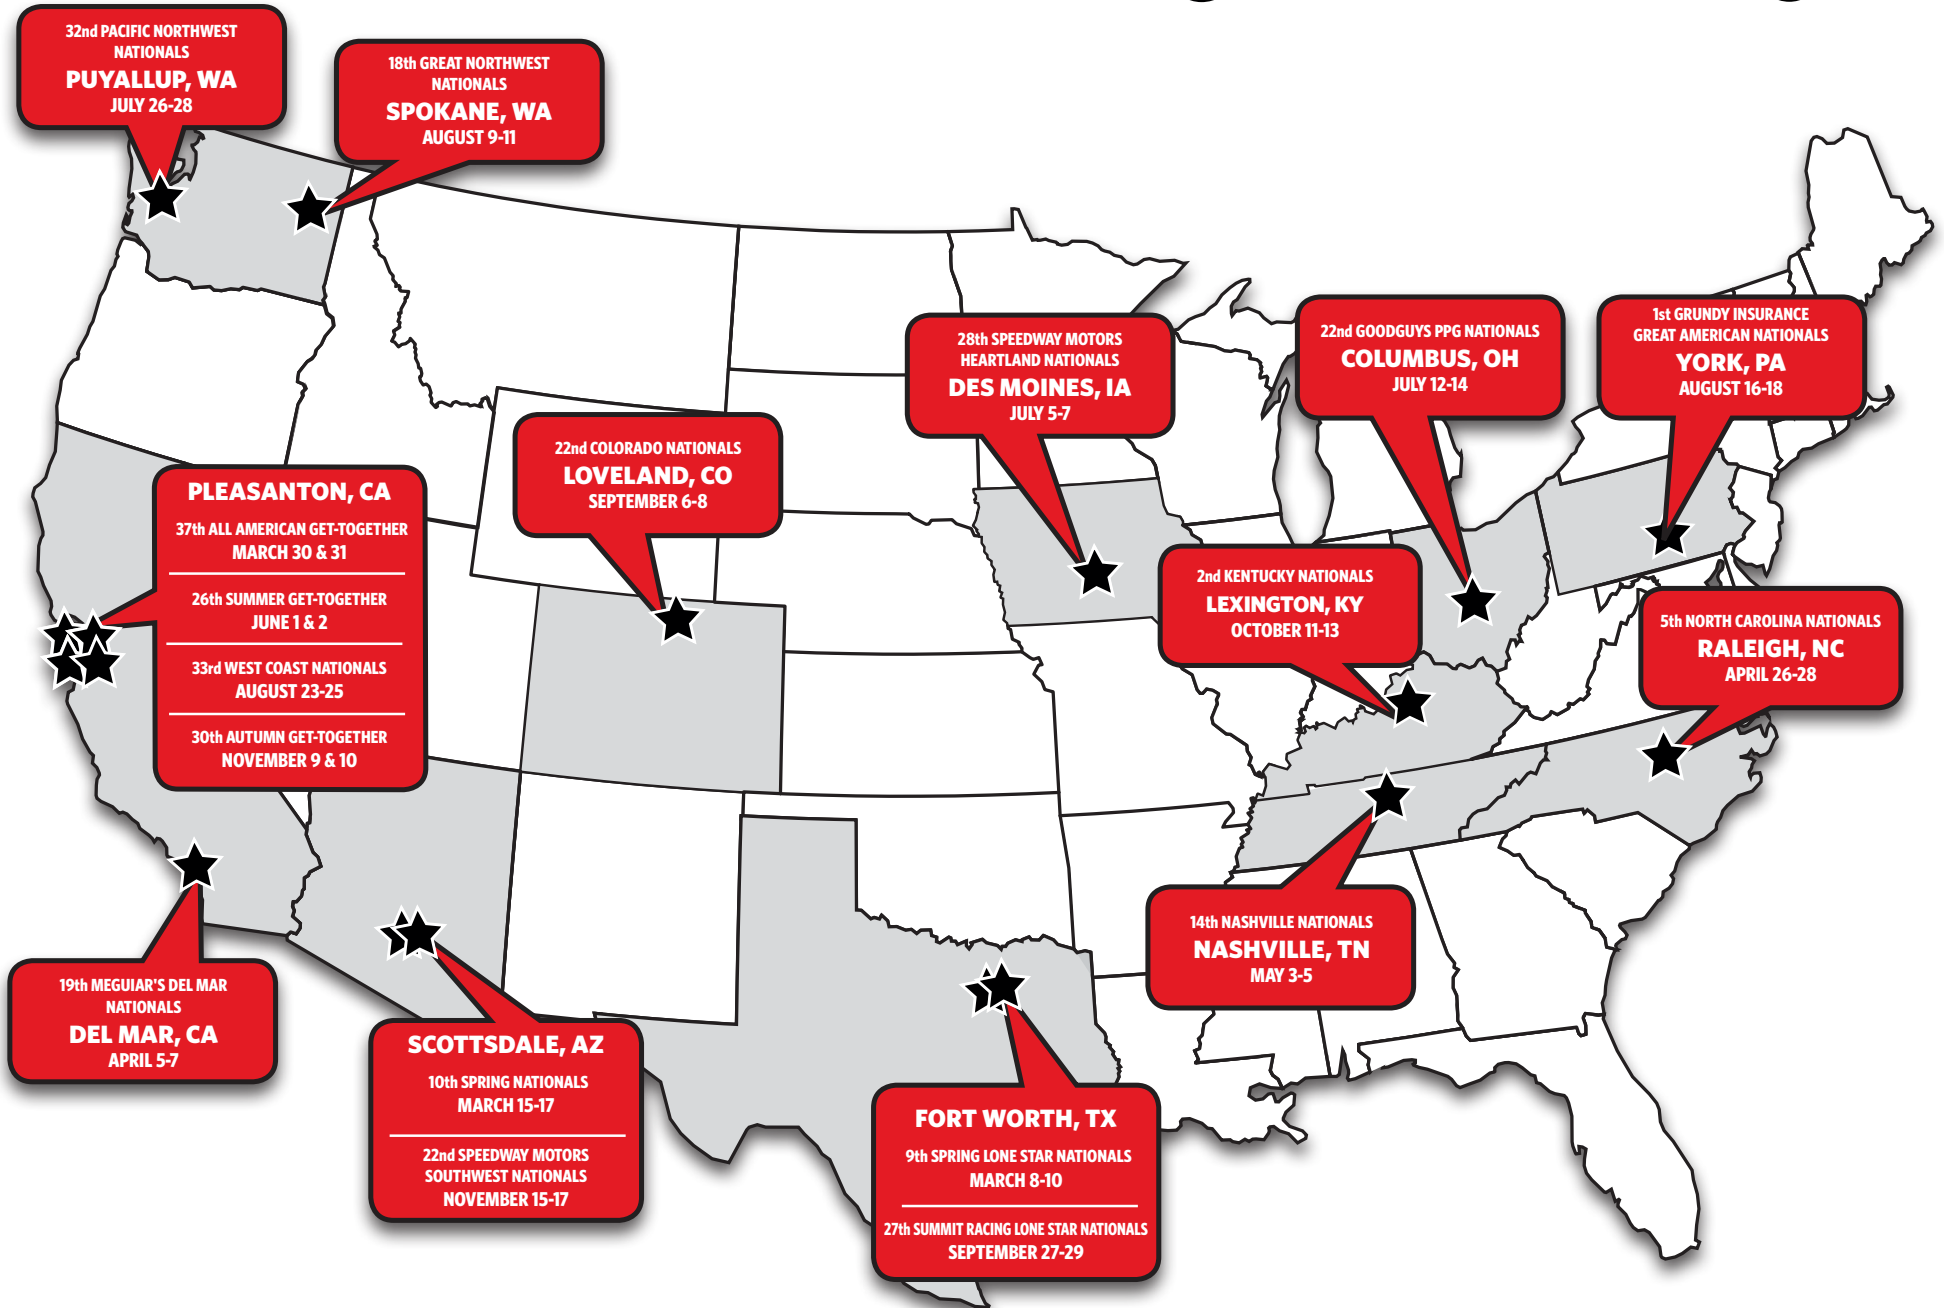 32nd PACIFIC NORTHWEST
NATIONALS
PUYALLUP, WA
JULY 26-28
18th GREAT NORTHWEST
NATIONALS
SPOKANE, WA
AUGUST 9-11
28th SPEEDWAY MOTORS
HEARTLAND NATIONALS
DES MOINES, IA
JULY 5-7
22nd GOODGUYS PPG NATIONALS
COLUMBUS, OH
JULY 12-14
1st GRUNDY INSURANCE
GREAT AMERICAN NATIONALS
YORK, PA
AUGUST 16-18
22nd COLORADO NATIONALS
LOVELAND, CO
SEPTEMBER 6-8
PLEASANTON, CA
37th ALL AMERICAN GET-TOGETHER
MARCH 30 & 31
26th SUMMER GET-TOGETHER
JUNE 1 & 2
33rd WEST COAST NATIONALS
AUGUST 23-25
30th AUTUMN GET-TOGETHER
NOVEMBER 9 & 10
2nd KENTUCKY NATIONALS
LEXINGTON, KY
OCTOBER 11-13
5th NORTH CAROLINA NATIONALS
RALEIGH, NC
APRIL 26-28
14th NASHVILLE NATIONALS
NASHVILLE, TN
MAY 3-5
19th MEGUIAR'S DEL MAR
NATIONALS
DEL MAR, CA
APRIL 5-7
SCOTTSDALE, AZ
10th SPRING NATIONALS
MARCH 15-17
22nd SPEEDWAY MOTORS
SOUTHWEST NATIONALS
NOVEMBER 15-17
FORT WORTH, TX
9th SPRING LONE STAR NATIONALS
MARCH 8-10
27th SUMMIT RACING LONE STAR NATIONALS
SEPTEMBER 27-29